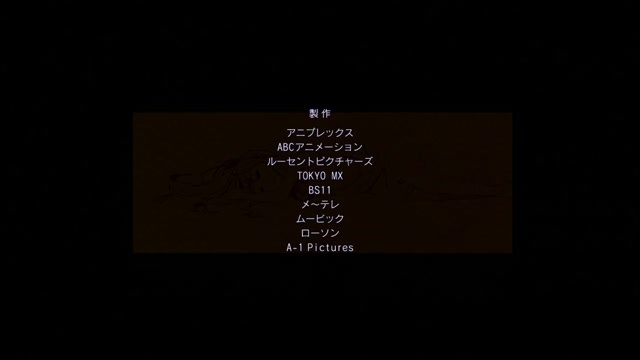 製作
アニプレックス
ABCアニメーション
ルーセントピクチャーズ
TOKYO MX
BS11
メ〜テレ
ムービック
ローソン
A-1 Pictures